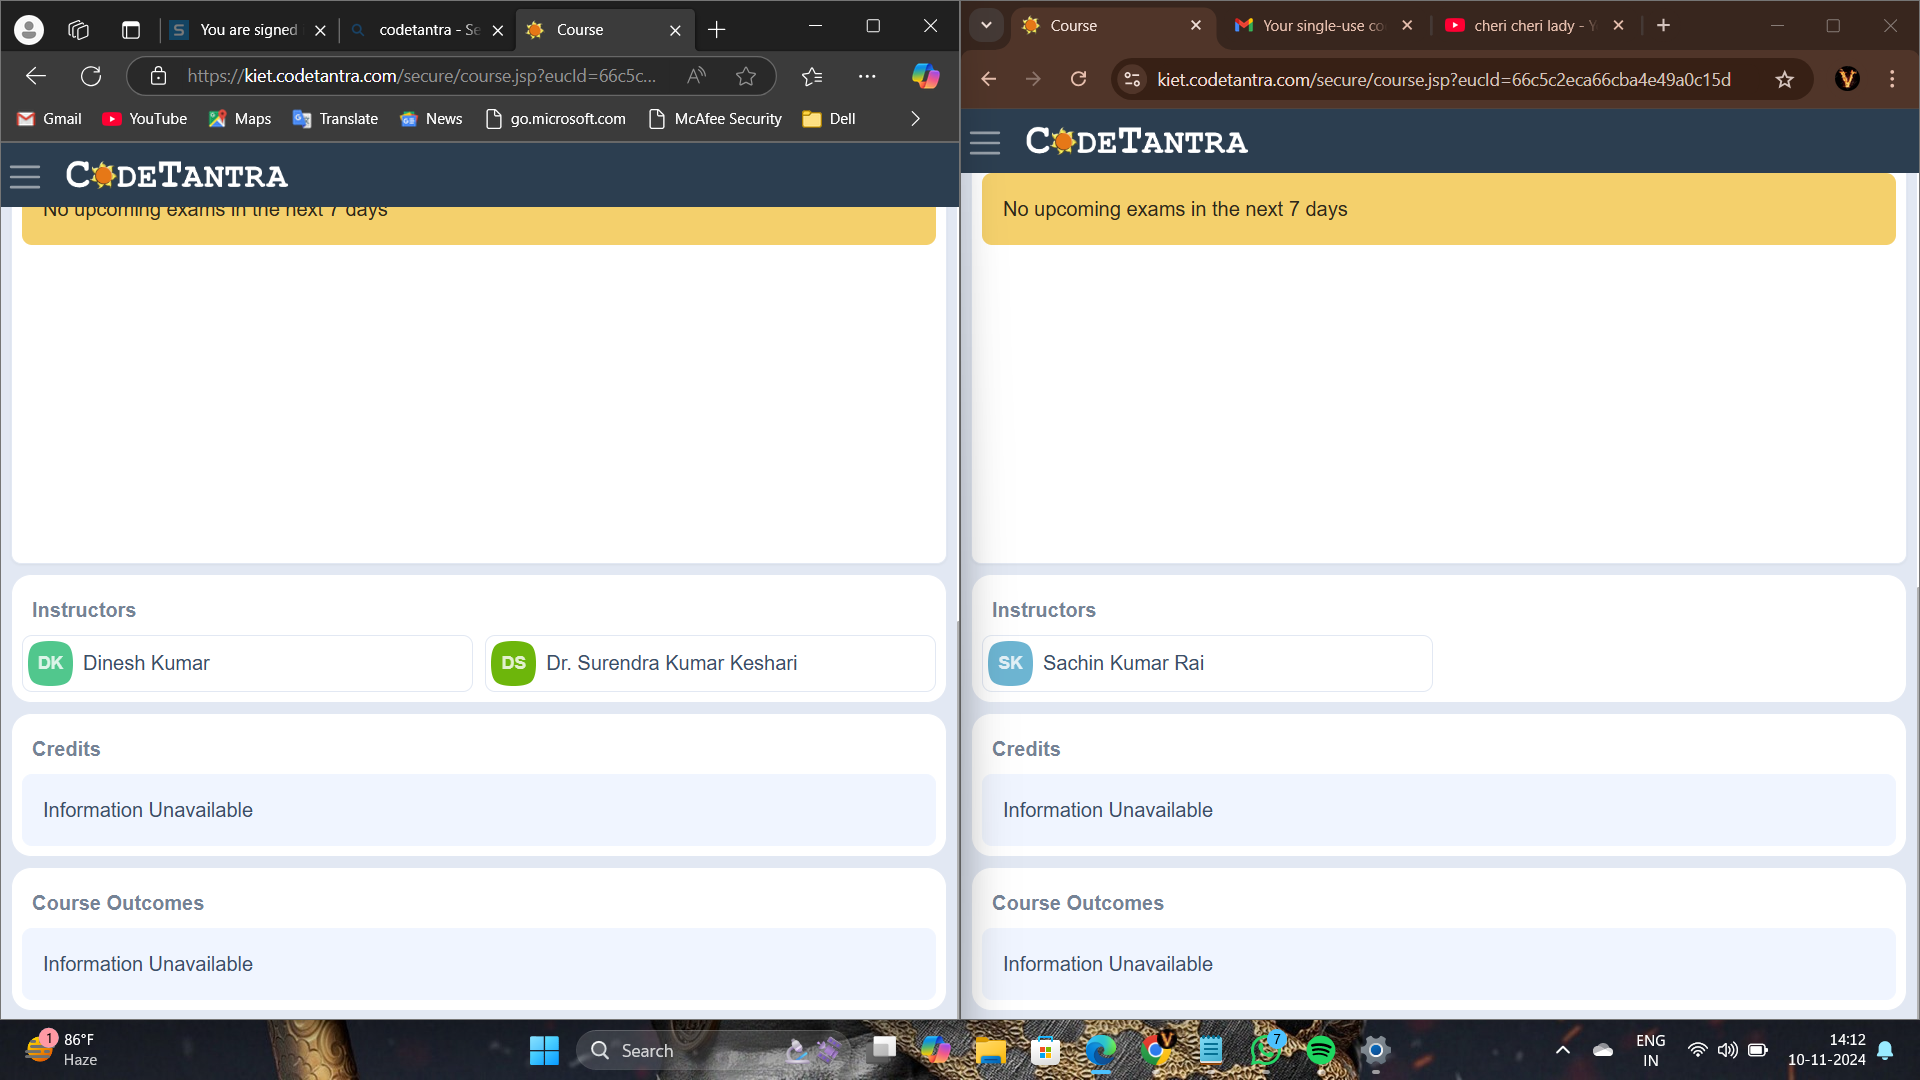 You are signed
codetantra - Se
Course
https://kiet.codetantra.com/secure/course.jsp?eucId=66c5c...
Gmail
YouTube
Maps
Translate
News
go.microsoft.com
McAfee Security
Dell
CODETANTRA
No upcoming exams in the next 7 days
Instructors
DK
Dinesh Kumar
DS
Dr. Surendra Kumar Keshari
Credits
Information Unavailable
Course Outcomes
Information Unavailable
Course
Your single-use co
cheri cheri lady - Y
kiet.codetantra.com/secure/course.jsp?eucId=66c5c2eca66cba4e49a0c15d
CODETANTRA
No upcoming exams in the next 7 days
Instructors
SK
Sachin Kumar Rai
Credits
Information Unavailable
Course Outcomes
Information Unavailable
1
86°F
Haze
Search
7
ENG
IN
14:12
10-11-2024